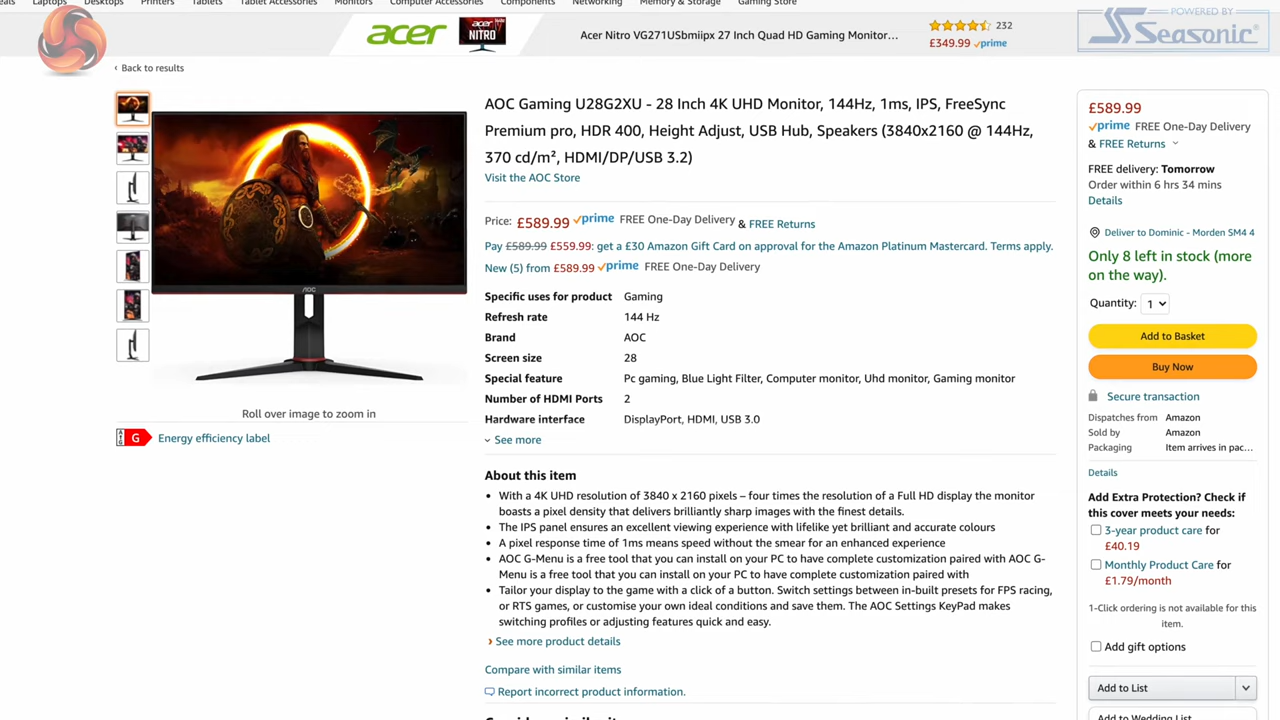 eals Laptops Desktops Printers Tablets Tablet Accessories Monitors Computer Accessories Components Networking Memory & Storage Gaming Store
acer
acer
NITRO
Acer Nitro VG271USbmiipx 27 Inch Quad HD Gaming Monitor…
232
£349.99 prime
POWERED BY
Seasonic
‹ Back to results
AOC
Roll over image to zoom in
G Energy efficiency label
AOC Gaming U28G2XU - 28 Inch 4K UHD Monitor, 144Hz, 1ms, IPS, FreeSync
Premium pro, HDR 400, Height Adjust, USB Hub, Speakers (3840x2160 @ 144Hz,
370 cd/m², HDMI/DP/USB 3.2)
Visit the AOC Store
Price: £589.99 prime FREE One-Day Delivery & FREE Returns
Pay £589.99 £559.99: get a £30 Amazon Gift Card on approval for the Amazon Platinum Mastercard. Terms apply.
New (5) from £589.99 prime FREE One-Day Delivery
Specific uses for product Gaming
Refresh rate 144 Hz
Brand AOC
Screen size 28
Special feature Pc gaming, Blue Light Filter, Computer monitor, Uhd monitor, Gaming monitor
Number of HDMI Ports 2
Hardware interface DisplayPort, HDMI, USB 3.0
See more
About this item
• With a 4K UHD resolution of 3840 x 2160 pixels – four times the resolution of a Full HD display the monitor
boasts a pixel density that delivers brilliantly sharp images with the finest details.
• The IPS panel ensures an excellent viewing experience with lifelike yet brilliant and accurate colours
• A pixel response time of 1ms means speed without the smear for an enhanced experience
• AOC G-Menu is a free tool that you can install on your PC to have complete customization paired with AOC G-
Menu is a free tool that you can install on your PC to have complete customization paired with
• Tailor your display to the game with a click of a button. Switch settings between in-built presets for FPS racing,
or RTS games, or customise your own ideal conditions and save them. The AOC Settings KeyPad makes
switching profiles or adjusting features quick and easy.
› See more product details
Compare with similar items
Report incorrect product information.
£589.99
prime FREE One-Day Delivery
& FREE Returns
FREE delivery: Tomorrow
Order within 6 hrs 34 mins
Details
Deliver to Dominic - Morden SM4 4
Only 8 left in stock (more
on the way).
Quantity: 1
Add to Basket
Buy Now
Secure transaction
Dispatches from Amazon
Sold by Amazon
Packaging Item arrives in pac…
Details
Add Extra Protection? Check if
this cover meets your needs:
3-year product care for
£40.19
Monthly Product Care for
£1.79/month
1-Click ordering is not available for this
item.
Add gift options
Add to List
Add to Wedding List